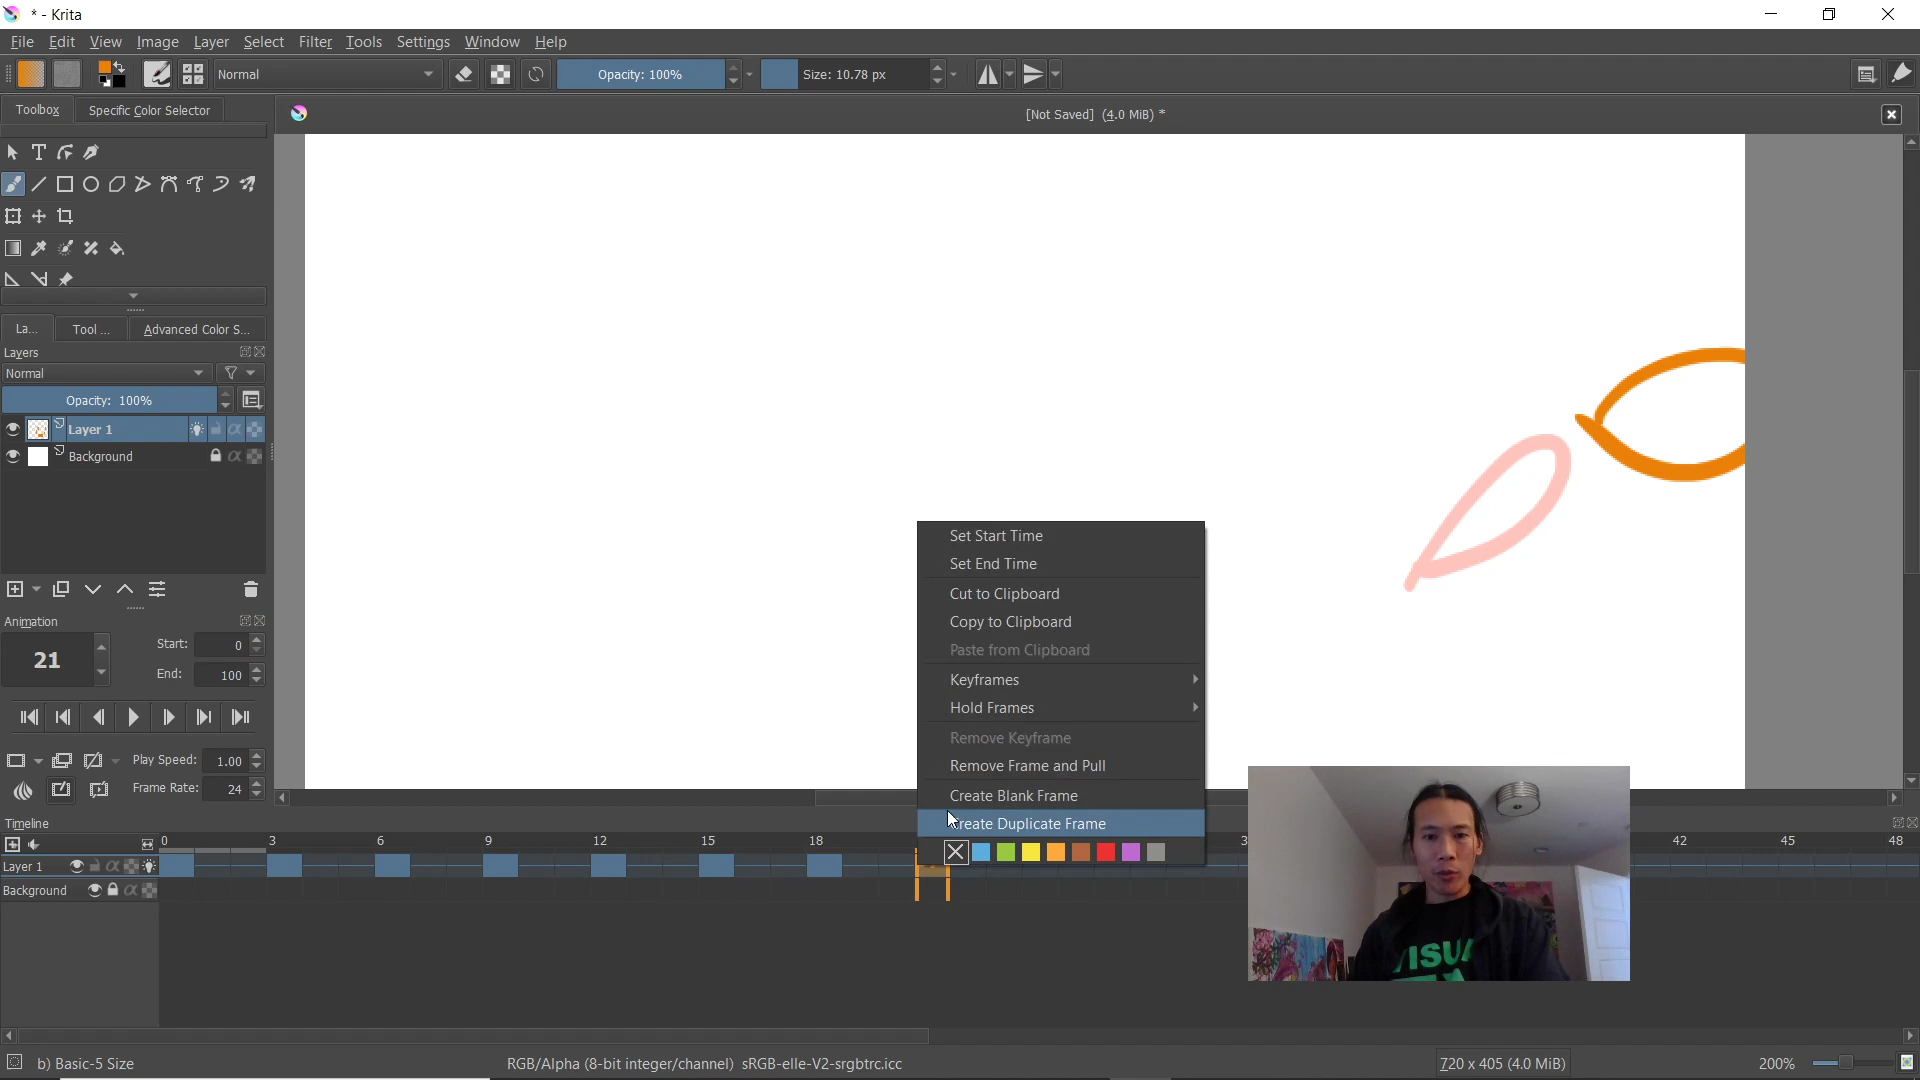 * - Krita
File Edit View Image Layer Select Filter Tools Settings Window Help
Normal Opacity: 100% Size: 10.78 px
Toolbox Specific Color Selector [Not Saved] (4.0 MiB) *
La... Tool ... Advanced Color S...
Layers
Normal
Opacity: 100%
Layer 1
Background
Set Start Time
Set End Time
Cut to Clipboard
Copy to Clipboard
Paste from Clipboard
Keyframes
Hold Frames
Remove Keyframe
Remove Frame and Pull
Create Blank Frame
Create Duplicate Frame
Animation
21 Start: 0
End: 100
Play Speed: 1.00
Frame Rate: 24
Timeline
0 3 6 9 12 15 18 42 45 48
Layer 1
Background
VISUA
b) Basic-5 Size RGB/Alpha (8-bit integer/channel) sRGB-elle-V2-srgbtrc.icc 720 x 405 (4.0 MiB) 200%